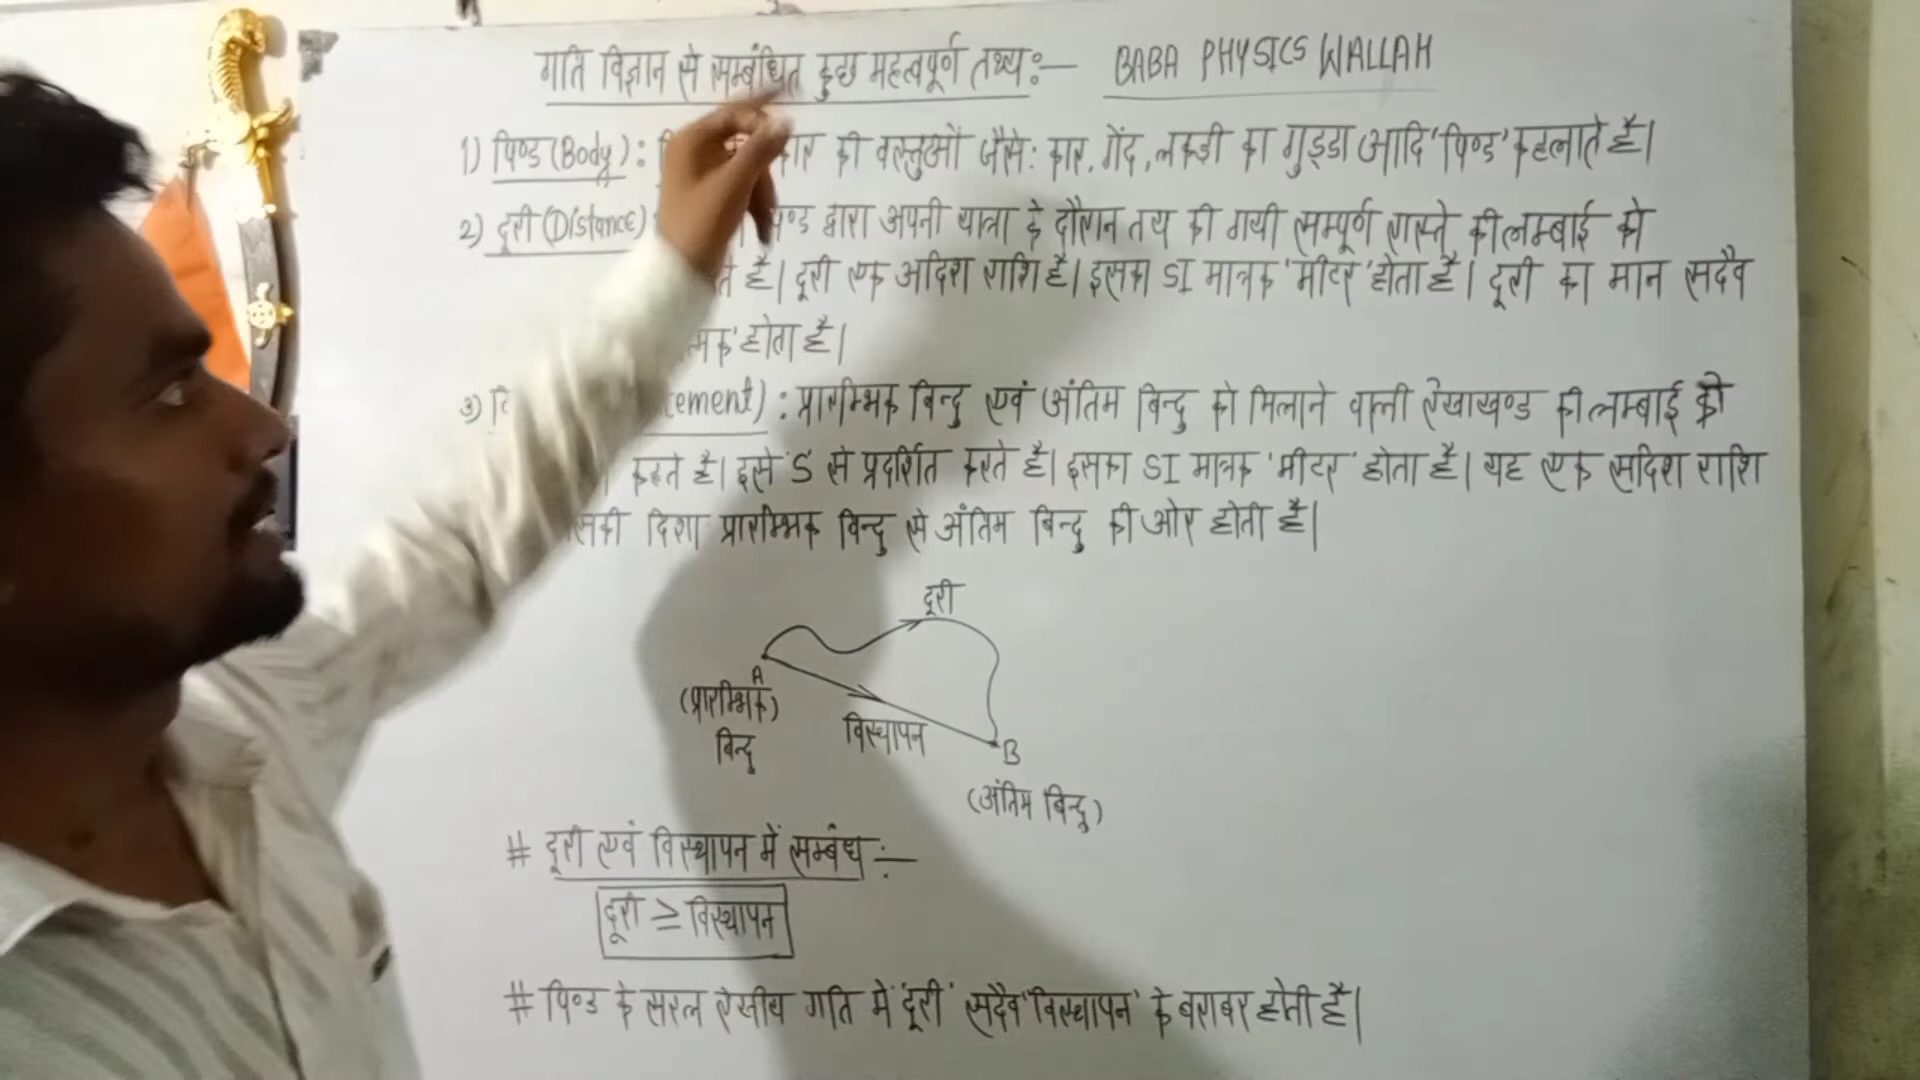 गति विज्ञान से सम्बंधित कुछ महत्वपूर्ण तथ्य:— BABA PHYSICS WALLAH
1) पिण्ड (Body) : की वस्तुओं जैसे: कार, गेंद, लकड़ी का गुड्डा आदि 'पिण्ड' कहलाते है।
2) दूरी (Distance) द्वारा अपनी यात्रा के दौरान तय की गयी सम्पूर्ण रास्ते की लम्बाई को
है। दूरी एक अदिश राशि है। इसका SI मात्रक 'मीटर' होता है। दूरी का मान सदैव
होता है।
3) : प्रारम्भिक बिन्दु एवं अंतिम बिन्दु को मिलाने वाली रेखाखण्ड की लम्बाई को
कहते है। इसे 'S' से प्रदर्शित करते है। इसका SI मात्रक 'मीटर' होता है। यह एक सदिश राशि
दिशा प्रारम्भिक बिन्दु से अंतिम बिन्दु की ओर होती है।
दूरी
A
(प्रारम्भिक)
बिन्दु
विस्थापन
B
(अंतिम बिन्दू)
# दूरी एवं विस्थापन में सम्बंध :—
दूरी ≥ विस्थापन
# पिण्ड के सरल रेखीय गति में 'दूरी' सदैव 'विस्थापन' के बराबर होती है।